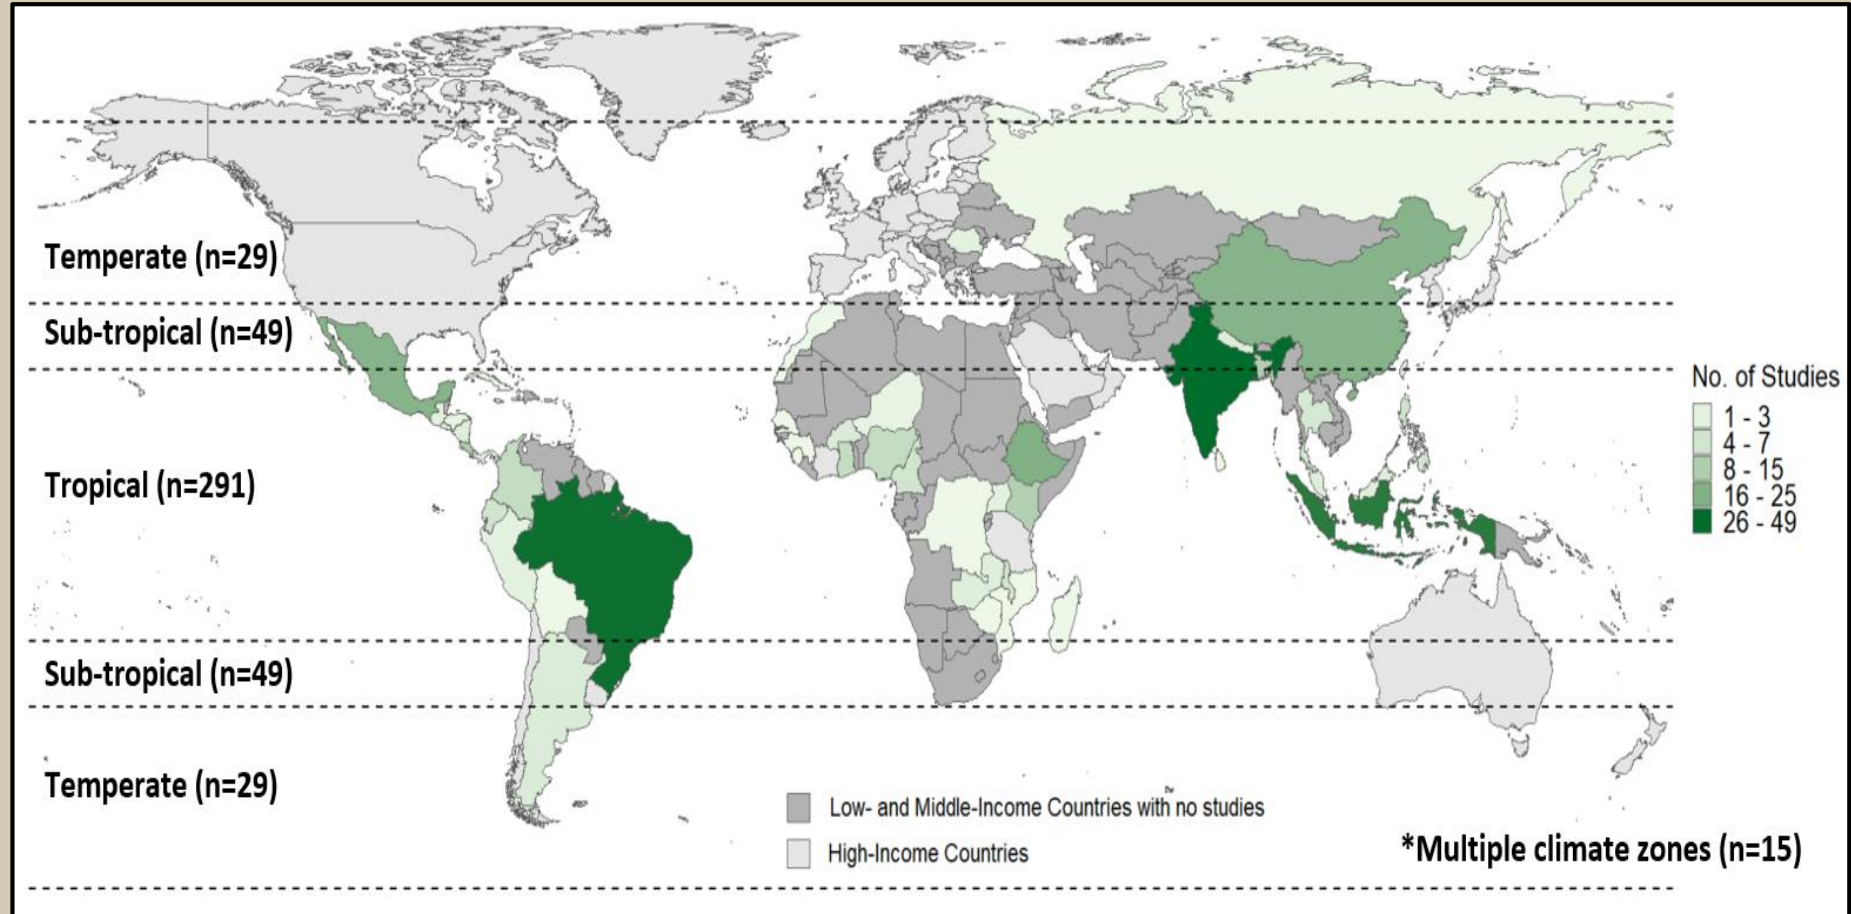 Temperate (n=29)
Sub-tropical (n=49)
Tropical (n=291)
Sub-tropical (n=49)
Temperate (n=29)
No. of Studies
1 - 3
4 - 7
8 - 15
16 - 25
26 - 49
Low- and Middle-Income Countries with no studies
High-Income Countries
*Multiple climate zones (n=15)